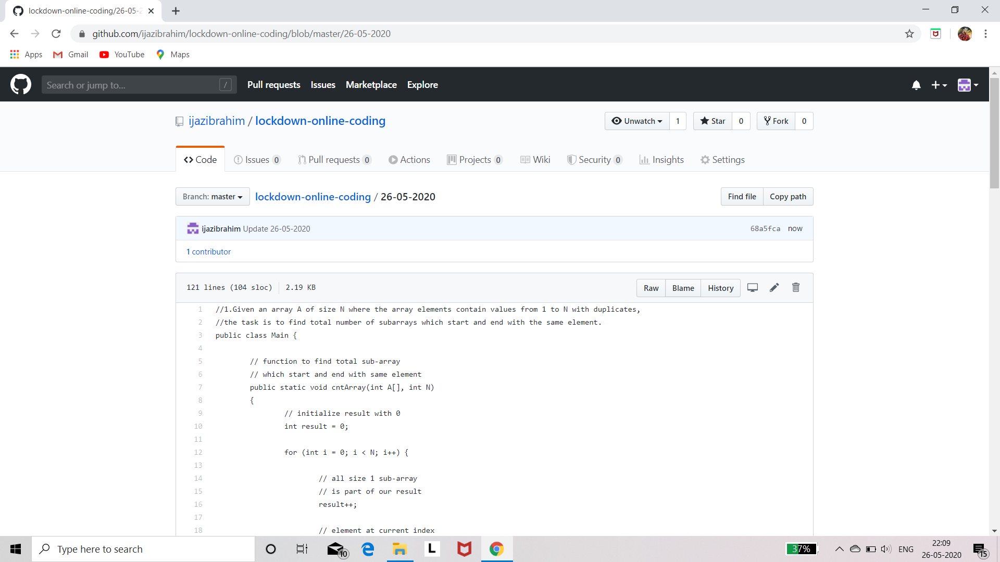 lockdown-online-coding/26-05-2
github.com/ijazibrahim/lockdown-online-coding/blob/master/26-05-2020
Apps Gmail YouTube Maps
Search or jump to... / Pull requests Issues Marketplace Explore
ijazibrahim / lockdown-online-coding Unwatch 1 Star 0 Fork 0
Code Issues 0 Pull requests 0 Actions Projects 0 Wiki Security 0 Insights Settings
Branch: master lockdown-online-coding / 26-05-2020 Find file Copy path
ijazibrahim Update 26-05-2020 68a5fca now
1 contributor
121 lines (104 sloc) 2.19 KB Raw Blame History
1 //1.Given an array A of size N where the array elements contain values from 1 to N with duplicates,
2 //the task is to find total number of subarrays which start and end with the same element.
3 public class Main {
4
5 // function to find total sub-array
6 // which start and end with same element
7 public static void cntArray(int A[], int N)
8 {
9 // initialize result with 0
10 int result = 0;
11
12 for (int i = 0; i < N; i++) {
13
14 // all size 1 sub-array
15 // is part of our result
16 result++;
17
18 // element at current index
Type here to search 10 L 37% ENG 22:09
26-05-2020 15